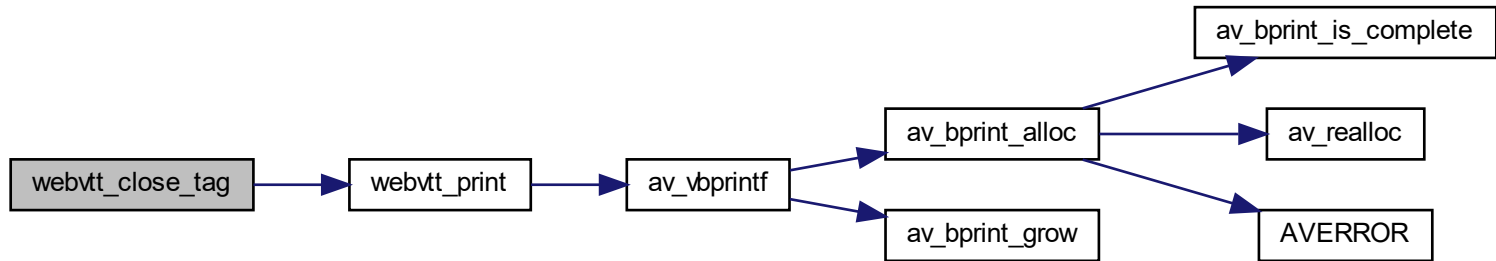 webvtt_close_tag
webvtt_print
av_vbprintf
av_bprint_alloc
av_bprint_is_complete
av_realloc
AVERROR
av_bprint_grow